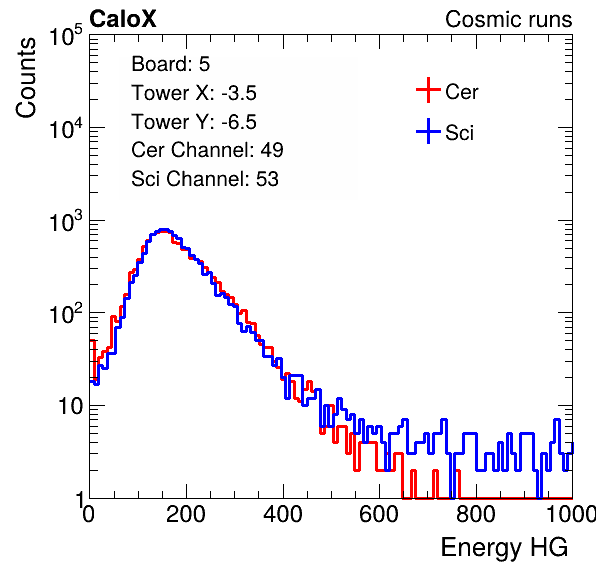 CaloX Cosmic runs
Counts
10^5
10^4
10^3
10^2
10
1
Board: 5
Tower X: -3.5
Tower Y: -6.5
Cer Channel: 49
Sci Channel: 53
Cer
Sci
0 200 400 600 800 1000
Energy HG